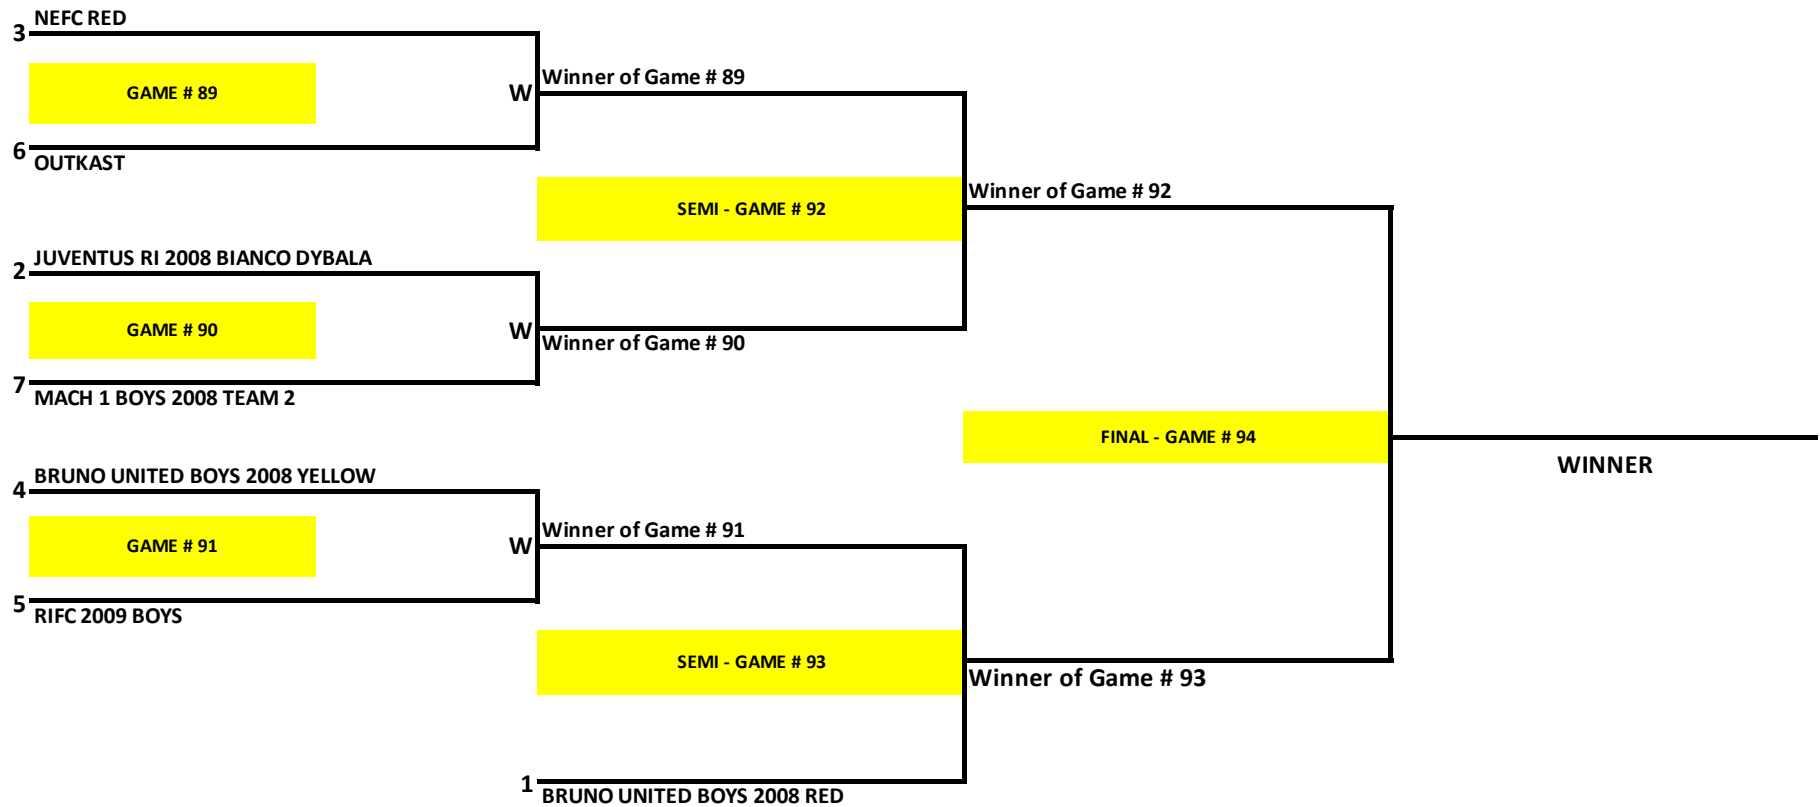 NEFC RED
3
GAME # 89
W
Winner of Game # 89
6
OUTKAST
SEMI - GAME # 92
Winner of Game # 92
JUVENTUS RI 2008 BIANCO DYBALA
2
GAME # 90
W
Winner of Game # 90
7
MACH 1 BOYS 2008 TEAM 2
FINAL - GAME # 94
WINNER
BRUNO UNITED BOYS 2008 YELLOW
4
GAME # 91
W
Winner of Game # 91
5
RIFC 2009 BOYS
SEMI - GAME # 93
Winner of Game # 93
1
BRUNO UNITED BOYS 2008 RED